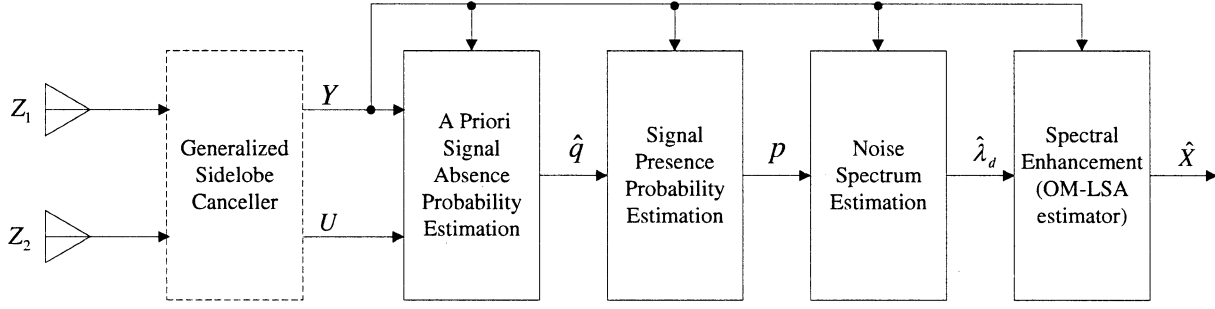 Z₁
Z₂
Generalized
Sidelobe
Canceller
Y
U
A Priori
Signal
Absence
Probability
Estimation
q̂
Signal
Presence
Probability
Estimation
p
Noise
Spectrum
Estimation
λ̂_d
Spectral
Enhancement
(OM-LSA
estimator)
X̂